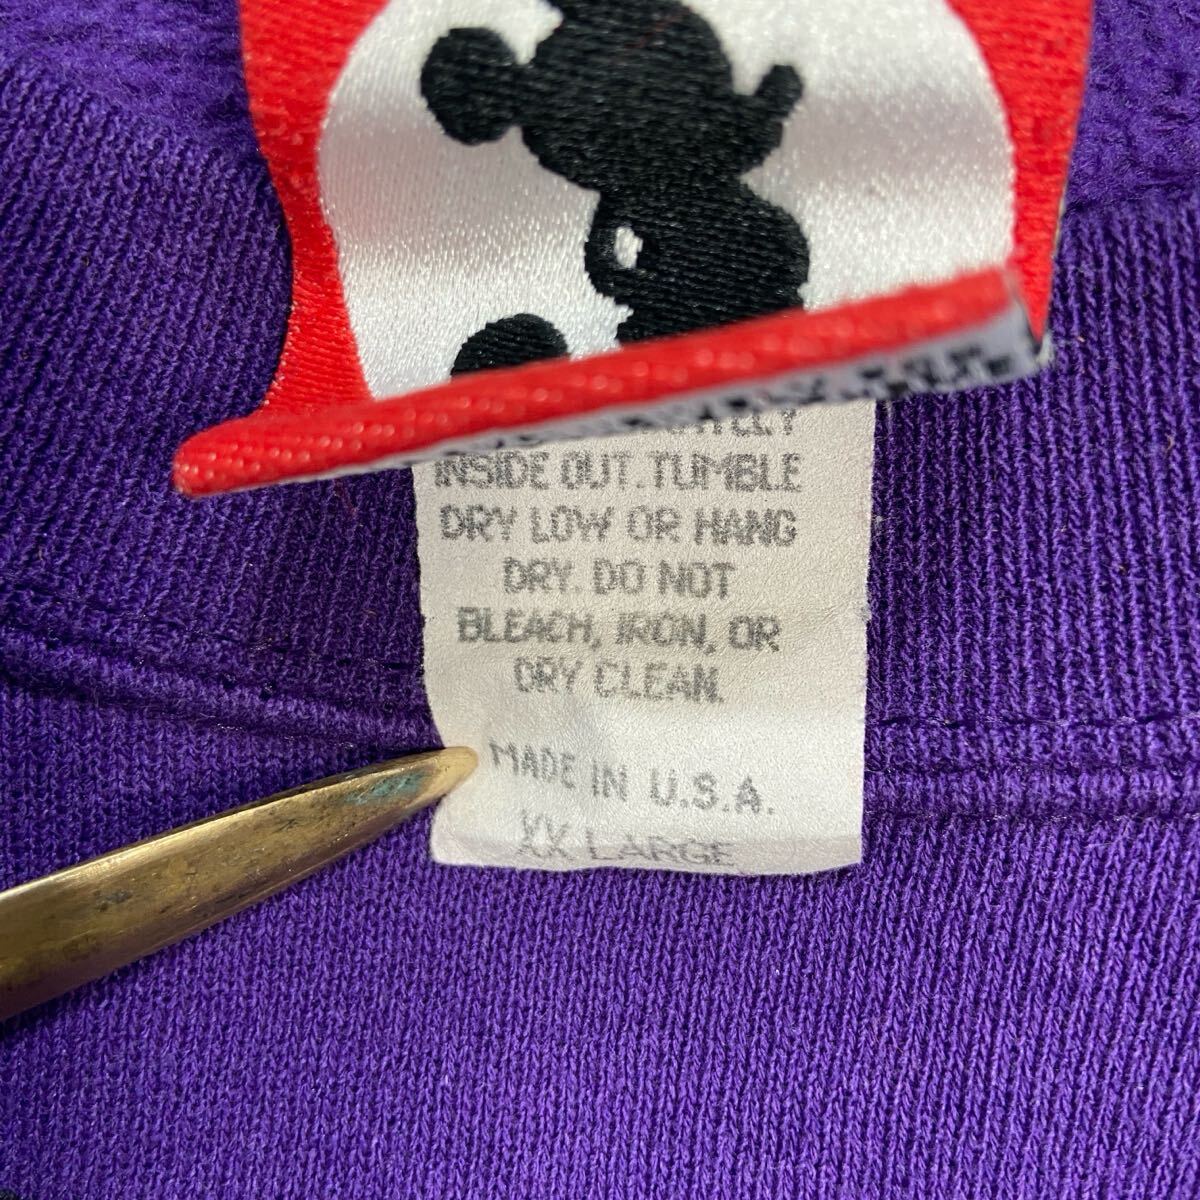 INSIDE OUT. TUMBLE
DRY LOW OR HANG
DRY. DO NOT
BLEACH, IRON, OR
DRY CLEAN.
MADE IN U.S.A.
XX LARGE